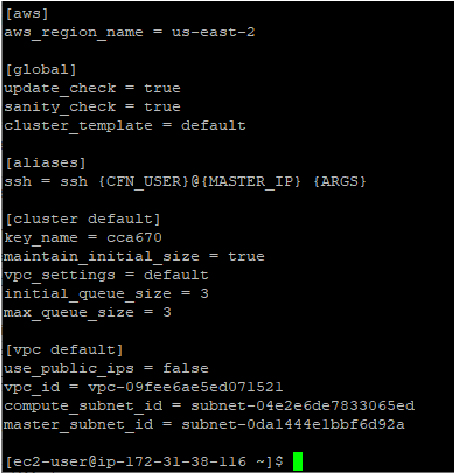 [aws]
aws_region_name = us-east-2
[global]
update_check = true
sanity_check = true
cluster_template = default
[aliases]
ssh = ssh {CFN_USER}@{MASTER_IP} {ARGS}
[cluster default]
key_name = cca670
maintain_initial_size = true
vpc_settings = default
initial_queue_size = 3
max_queue_size = 3
[vpc default]
use_public_ips = false
vpc_id = vpc-09fee6ae5ed071521
compute_subnet_id = subnet-04e2e6de7833065ed
master_subnet_id = subnet-0da1444e1bbf6d92a
[ec2-user@ip-172-31-38-116 ~]$